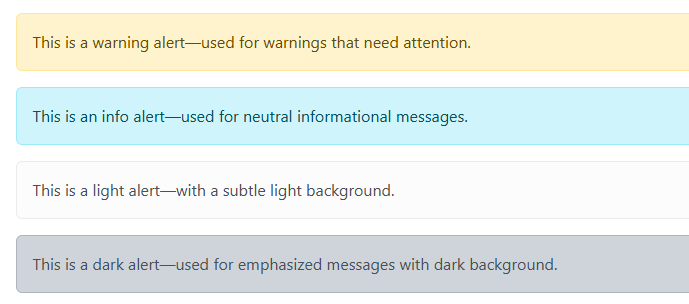 This is a warning alert—used for warnings that need attention.
This is an info alert—used for neutral informational messages.
This is a light alert—with a subtle light background.
This is a dark alert—used for emphasized messages with dark background.